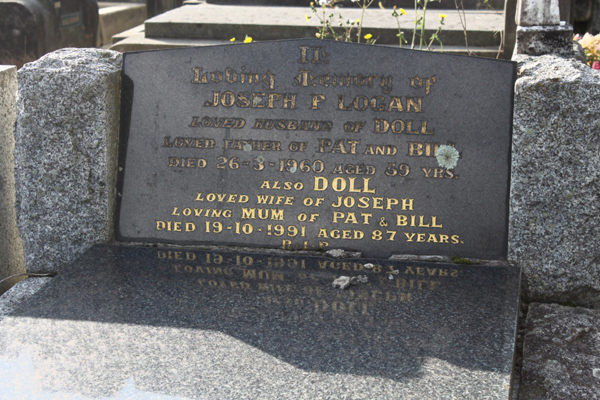 In
Loving Memory of
JOSEPH P LOGAN
LOVED HUSBAND OF DOLL
LOVED FATHER OF PAT AND BILL
DIED 26-3-1960 AGED 59 YRS.
ALSO DOLL
LOVED WIFE OF JOSEPH
LOVING MUM OF PAT & BILL
DIED 19-10-1991 AGED 87 YEARS.
R.I.P.